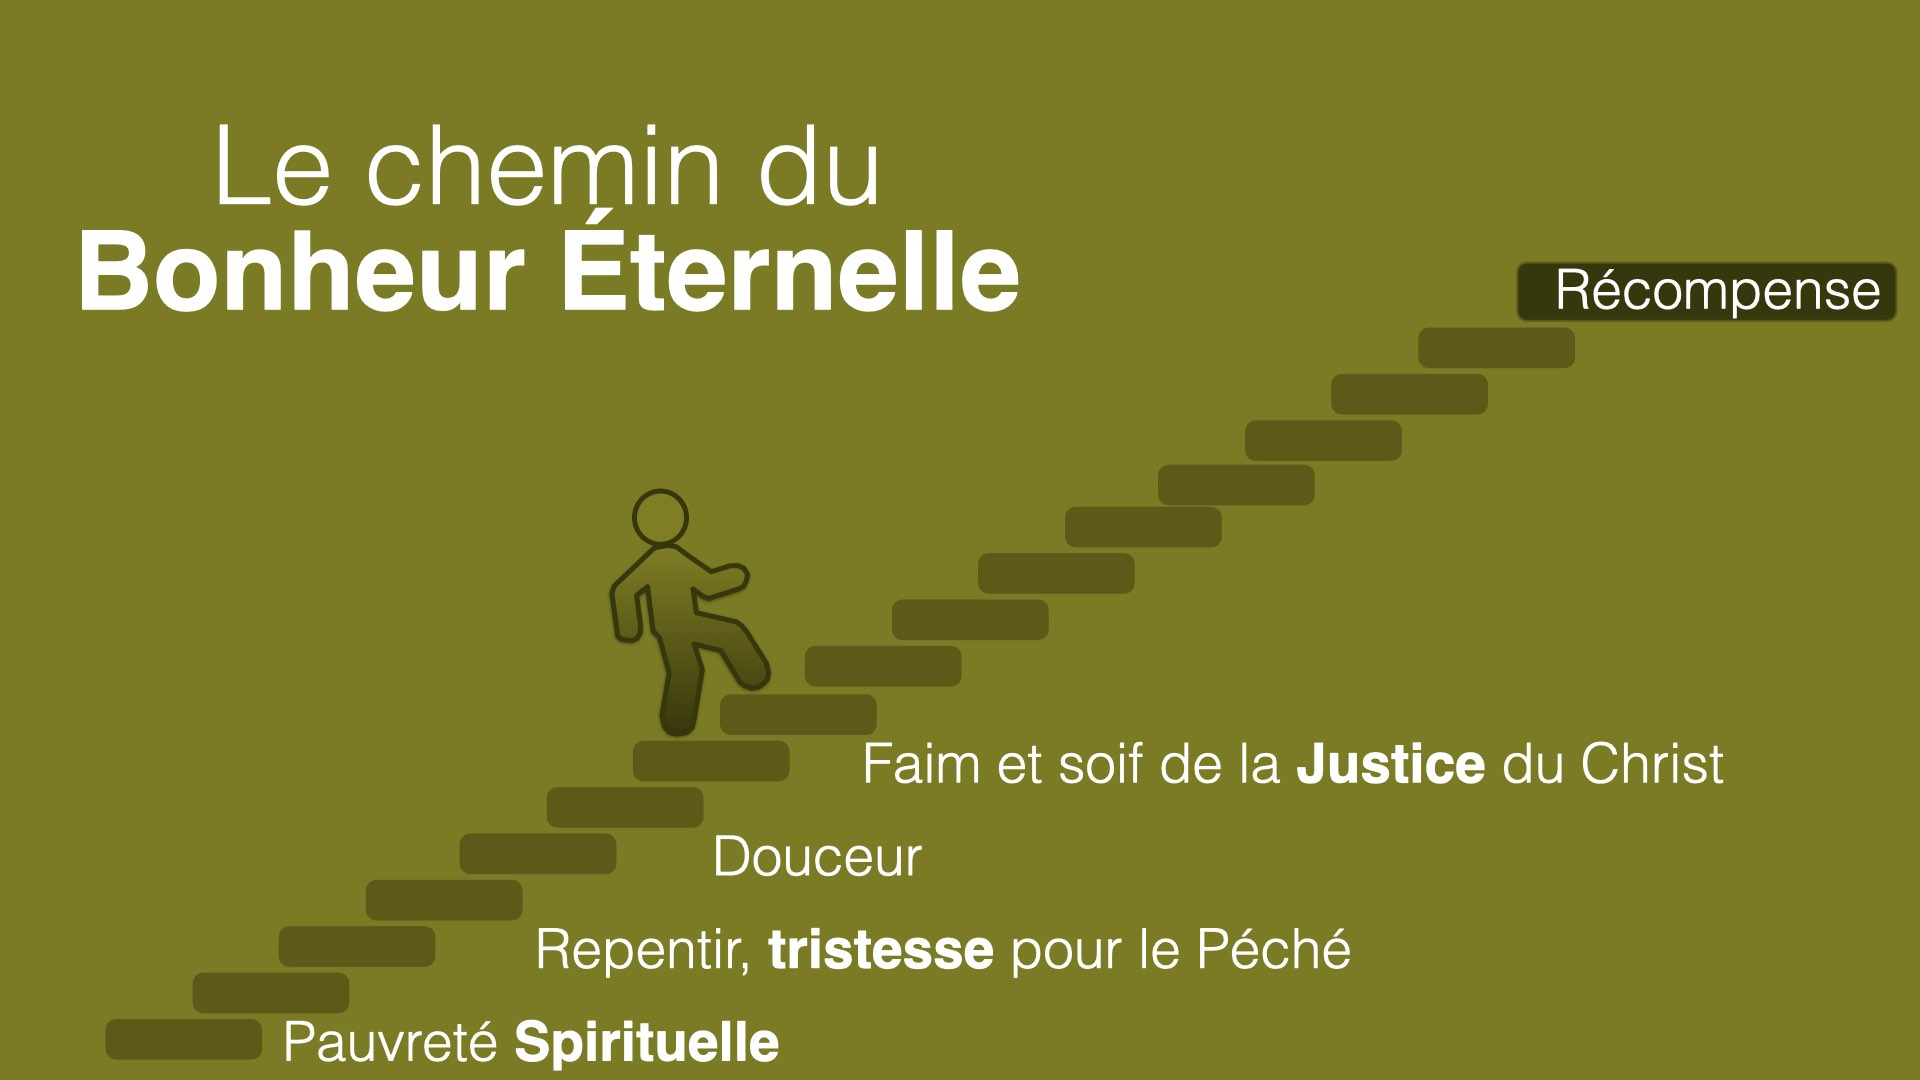 Le chemin du
Bonheur Éternelle
Récompense
Faim et soif de la Justice du Christ
Douceur
Repentir, tristesse pour le Péché
Pauvreté Spirituelle